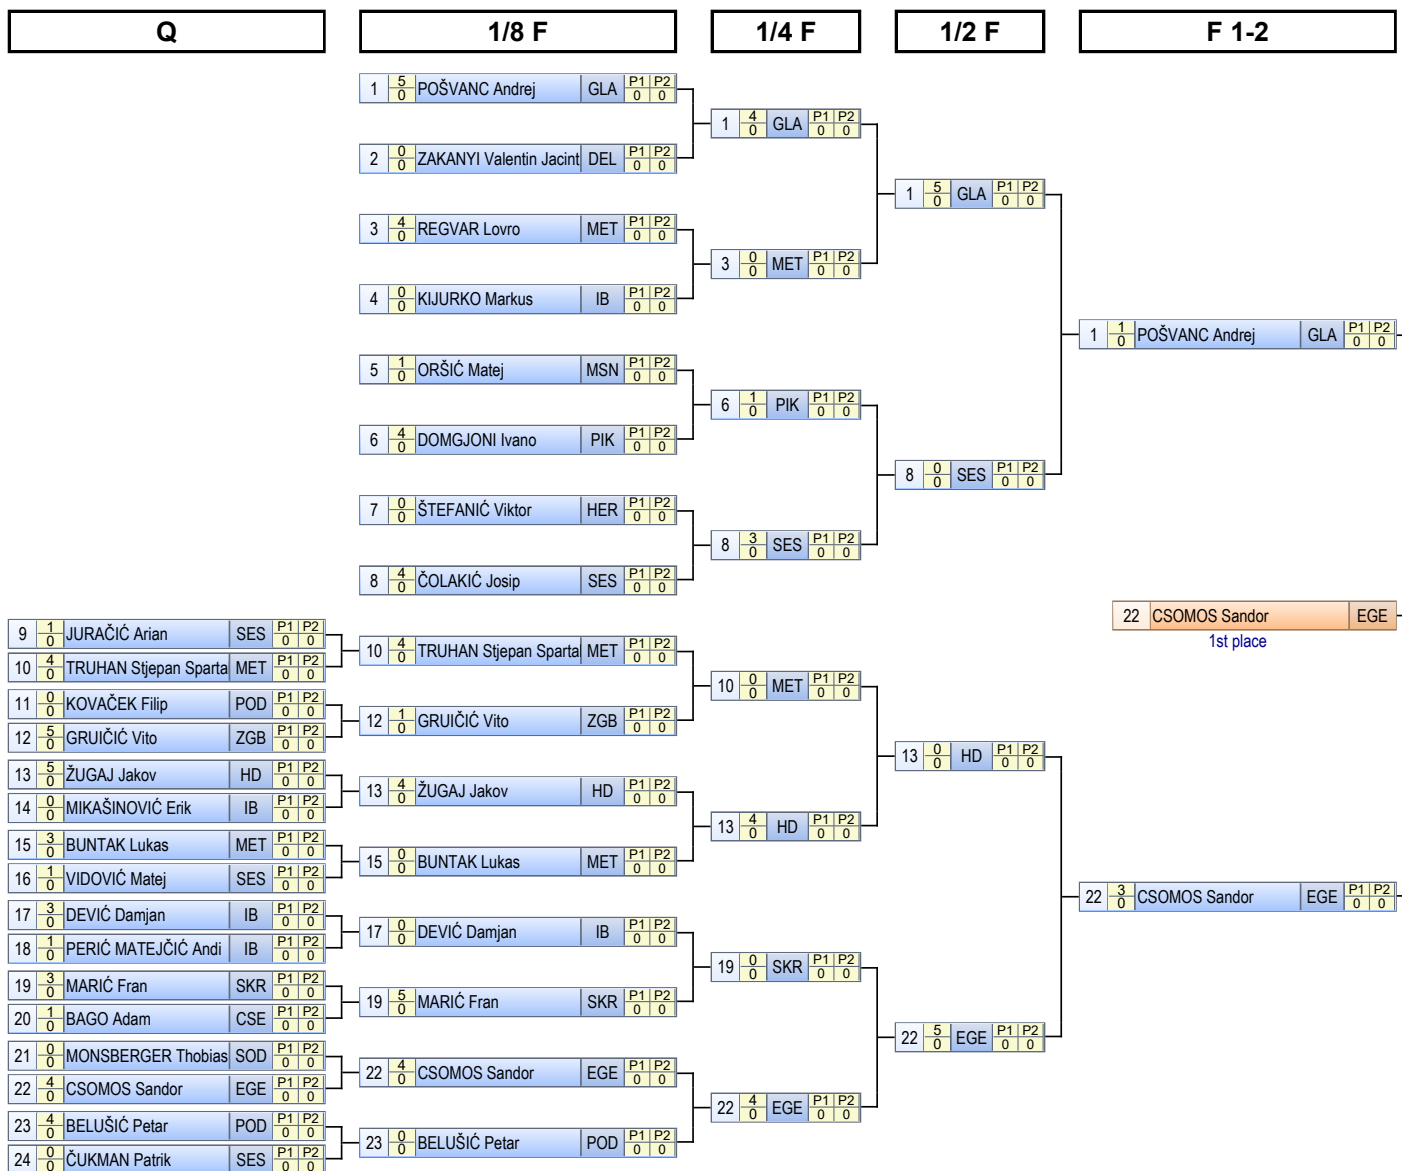 Q 1/8 F 1/4 F 1/2 F F 1-2
1 5 0 POŠVANC Andrej GLA P1 P2 0 0
1 4 0 GLA P1 P2 0 0
2 0 0 ZAKANYI Valentin Jacint DEL P1 P2 0 0
1 5 0 GLA P1 P2 0 0
3 4 0 REGVAR Lovro MET P1 P2 0 0
3 0 0 MET P1 P2 0 0
4 0 0 KIJURKO Markus IB P1 P2 0 0
1 1 0 POŠVANC Andrej GLA P1 P2 0 0
5 1 0 ORŠIĆ Matej MSN P1 P2 0 0
6 1 0 PIK P1 P2 0 0
6 4 0 DOMGJONI Ivano PIK P1 P2 0 0
8 0 0 SES P1 P2 0 0
7 0 0 ŠTEFANIĆ Viktor HER P1 P2 0 0
8 3 0 SES P1 P2 0 0
8 4 0 ČOLAKIĆ Josip SES P1 P2 0 0
22 CSOMOS Sandor EGE
1st place
9 1 0 JURAČIĆ Arian SES P1 P2 0 0
10 4 0 TRUHAN Stjepan Sparta MET P1 P2 0 0
10 4 0 TRUHAN Stjepan Sparta MET P1 P2 0 0
10 0 0 MET P1 P2 0 0
11 0 0 KOVAČEK Filip POD P1 P2 0 0
12 1 0 GRUIČIĆ Vito ZGB P1 P2 0 0
12 5 0 GRUIČIĆ Vito ZGB P1 P2 0 0
13 0 0 HD P1 P2 0 0
13 5 0 ŽUGAJ Jakov HD P1 P2 0 0
13 4 0 ŽUGAJ Jakov HD P1 P2 0 0
14 0 0 MIKAŠINOVIĆ Erik IB P1 P2 0 0
13 4 0 HD P1 P2 0 0
15 3 0 BUNTAK Lukas MET P1 P2 0 0
15 0 0 BUNTAK Lukas MET P1 P2 0 0
16 1 0 VIDOVIĆ Matej SES P1 P2 0 0
22 3 0 CSOMOS Sandor EGE P1 P2 0 0
17 3 0 DEVIĆ Damjan IB P1 P2 0 0
17 0 0 DEVIĆ Damjan IB P1 P2 0 0
18 1 0 PERIĆ MATEJČIĆ Andi IB P1 P2 0 0
19 0 0 SKR P1 P2 0 0
19 3 0 MARIĆ Fran SKR P1 P2 0 0
19 5 0 MARIĆ Fran SKR P1 P2 0 0
20 1 0 BAGO Adam CSE P1 P2 0 0
22 5 0 EGE P1 P2 0 0
21 0 0 MONSBERGER Thobias SOD P1 P2 0 0
22 4 0 CSOMOS Sandor EGE P1 P2 0 0
22 4 0 CSOMOS Sandor EGE P1 P2 0 0
22 4 0 EGE P1 P2 0 0
23 4 0 BELUŠIĆ Petar POD P1 P2 0 0
23 0 0 BELUŠIĆ Petar POD P1 P2 0 0
24 0 0 ČUKMAN Patrik SES P1 P2 0 0